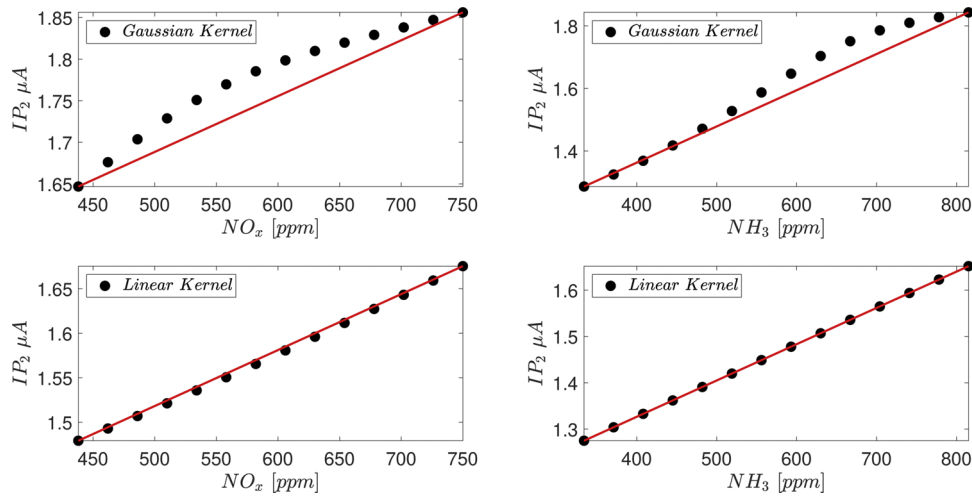 1.85
1.8
1.75
1.7
1.65
IP₂ μA
Gaussian Kernel
450 500 550 600 650 700 750
NOₓ [ppm]
1.8
1.6
1.4
IP₂ μA
Gaussian Kernel
400 500 600 700 800
NH₃ [ppm]
1.65
1.6
1.55
1.5
IP₂ μA
Linear Kernel
450 500 550 600 650 700 750
NOₓ [ppm]
1.6
1.5
1.4
1.3
IP₂ μA
Linear Kernel
400 500 600 700 800
NH₃ [ppm]